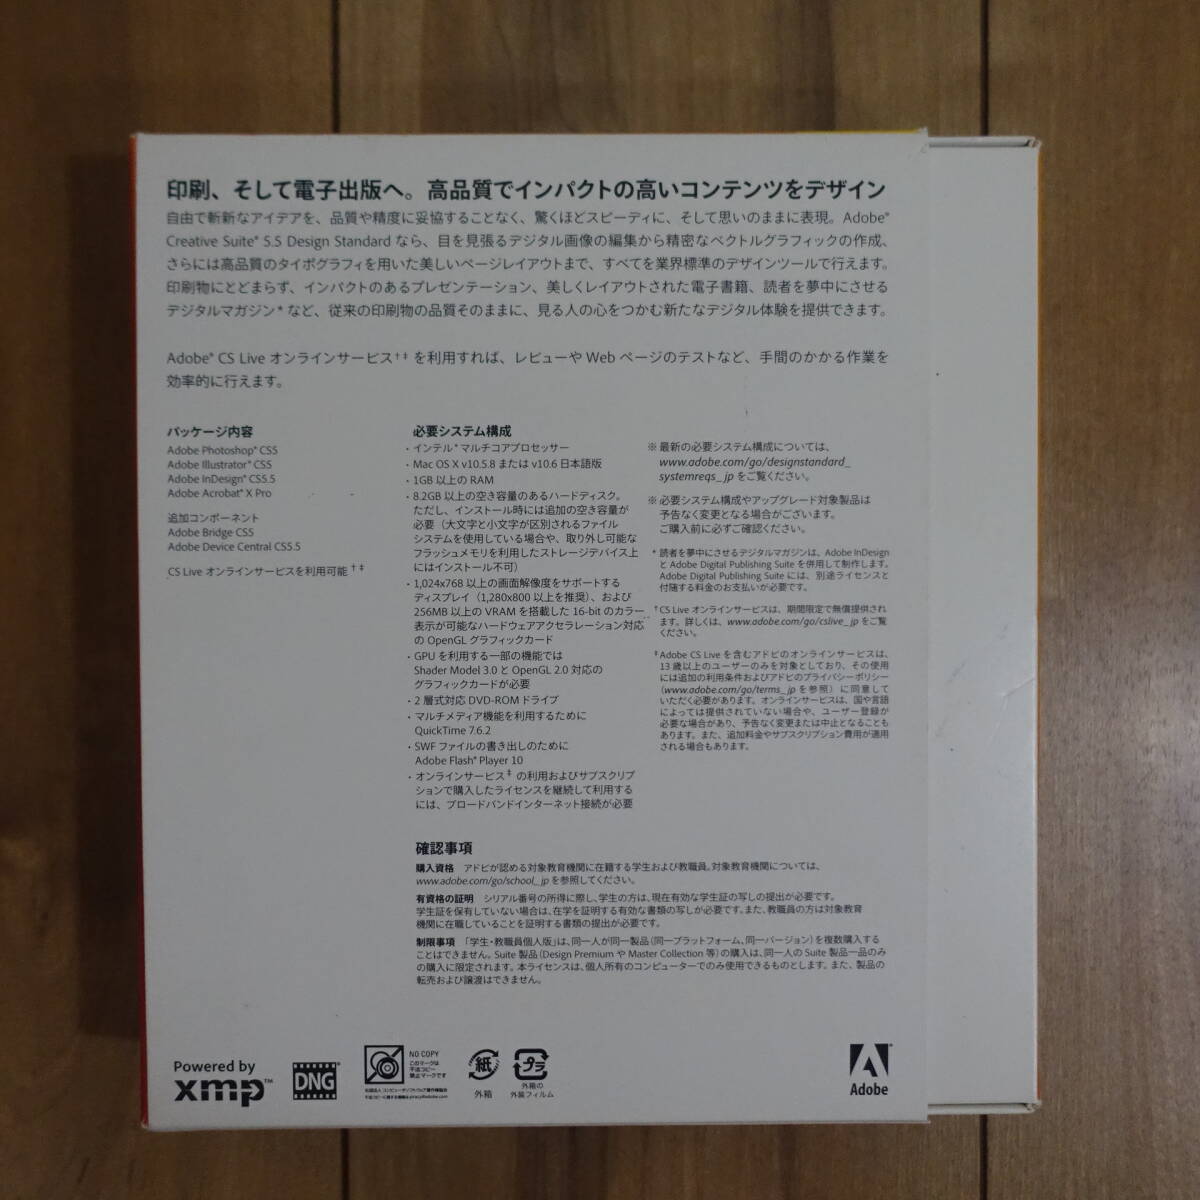 印刷、そして電子出版へ。高品質でインパクトの高いコンテンツをデザイン
自由で斬新なアイデアを、品質や精度に妥協することなく、驚くほどスピーディに、そして思いのままに表現。Adobe®
Creative Suite® 5.5 Design Standard なら、目を見張るデジタル画像の編集から精密なベクトルグラフィックの作成、
さらには高品質のタイポグラフィを用いた美しいページレイアウトまで、すべてを業界標準のデザインツールで行えます。
印刷物にとどまらず、インパクトのあるプレゼンテーション、美しくレイアウトされた電子書籍、読者を夢中にさせる
デジタルマガジン * など、従来の印刷物の品質そのままに、見る人の心をつかむ新たなデジタル体験を提供できます。
Adobe® CS Live オンラインサービス†‡ を利用すれば、レビューや Web ページのテストなど、手間のかかる作業を
効率的に行えます。
パッケージ内容
Adobe Photoshop® CS5
Adobe Illustrator® CS5
Adobe InDesign® CS5.5
Adobe Acrobat® X Pro
追加コンポーネント
Adobe Bridge CS5
Adobe Device Central CS5.5
CS Live オンラインサービスを利用可能 †‡
必要システム構成
・インテル® マルチコアプロセッサー
・Mac OS X v10.5.8 または v10.6 日本語版
・1GB 以上の RAM
・8.2GB 以上の空き容量のあるハードディスク。
ただし、インストール時には追加の空き容量が
必要（大文字と小文字が区別されるファイル
システムを使用している場合や、取り外し可能な
フラッシュメモリを利用したストレージデバイス上
にはインストール不可）
・1,024x768 以上の画面解像度をサポートする
ディスプレイ（1,280x800 以上を推奨）、および
256MB 以上の VRAM を搭載した 16-bit のカラー
表示が可能なハードウェアアクセラレーション対応
の OpenGL グラフィックカード
・GPU を利用する一部の機能では
Shader Model 3.0 と OpenGL 2.0 対応の
グラフィックカードが必要
・2 層式対応 DVD-ROM ドライブ
・マルチメディア機能を利用するために
QuickTime 7.6.2
・SWF ファイルの書き出しのために
Adobe Flash® Player 10
・オンラインサービス‡ の利用およびサブスクリプ
ションで購入したライセンスを継続して利用する
には、ブロードバンドインターネット接続が必要
※ 最新の必要システム構成については、
www.adobe.com/go/designstandard_
systemreqs_jp をご覧ください。
※ 必要システム構成やアップグレード対象製品は
予告なく変更となる場合がございます。
ご購入前に必ずご確認ください。
* 読者を夢中にさせるデジタルマガジンは、Adobe InDesign
と Adobe Digital Publishing Suite を併用して制作します。
Adobe Digital Publishing Suite には、別途ライセンスと
付随する料金のお支払いが必要です。
† CS Live オンラインサービスは、期間限定で無償提供され
ます。詳しくは、www.adobe.com/go/cslive_jp をご覧
ください。
‡ Adobe CS Live を含むアドビのオンラインサービスは、
13 歳以上のユーザーのみを対象としており、その使用
には追加の利用条件およびアドビのプライバシーポリシー
（www.adobe.com/go/terms_jp を参照）に同意して
いただく必要があります。オンラインサービスは、国や言語
によっては提供されていない場合や、ユーザー登録が
必要な場合があり、予告なく変更または中止となることも
あります。また、追加料金やサブスクリプション費用が適用
される場合もあります。
確認事項
購入資格 アドビが認める対象教育機関に在籍する学生および教職員。対象教育機関については、
www.adobe.com/go/school_jp を参照してください。
有資格の証明 シリアル番号の所得に際し、学生の方は、現在有効な学生証の写しの提出が必要です。
学生証を保有していない場合は、在学を証明する有効な書類の写しが必要です。また、教職員の方は対象教育
機関に在職していることを証明する書類の提出が必要です。
制限事項 「学生・教職員個人版」は、同一人が同一製品（同一プラットフォーム、同一バージョン）を複数購入する
ことはできません。Suite 製品（Design Premium や Master Collection 等）の購入は、同一人の Suite 製品一品のみ
の購入に限定されます。本ライセンスは、個人所有のコンピューターでのみ使用できるものとします。また、製品の
転売および譲渡はできません。
Powered by
xmp™
DNG
NO COPY
このマークは
不法コピー
禁止マークです
社団法人 コンピュータソフトウェア著作権協会
不法コピーに関する情報は piracy@adobe.com
紙
外箱
プラ
外箱の
外装フィルム
Adobe